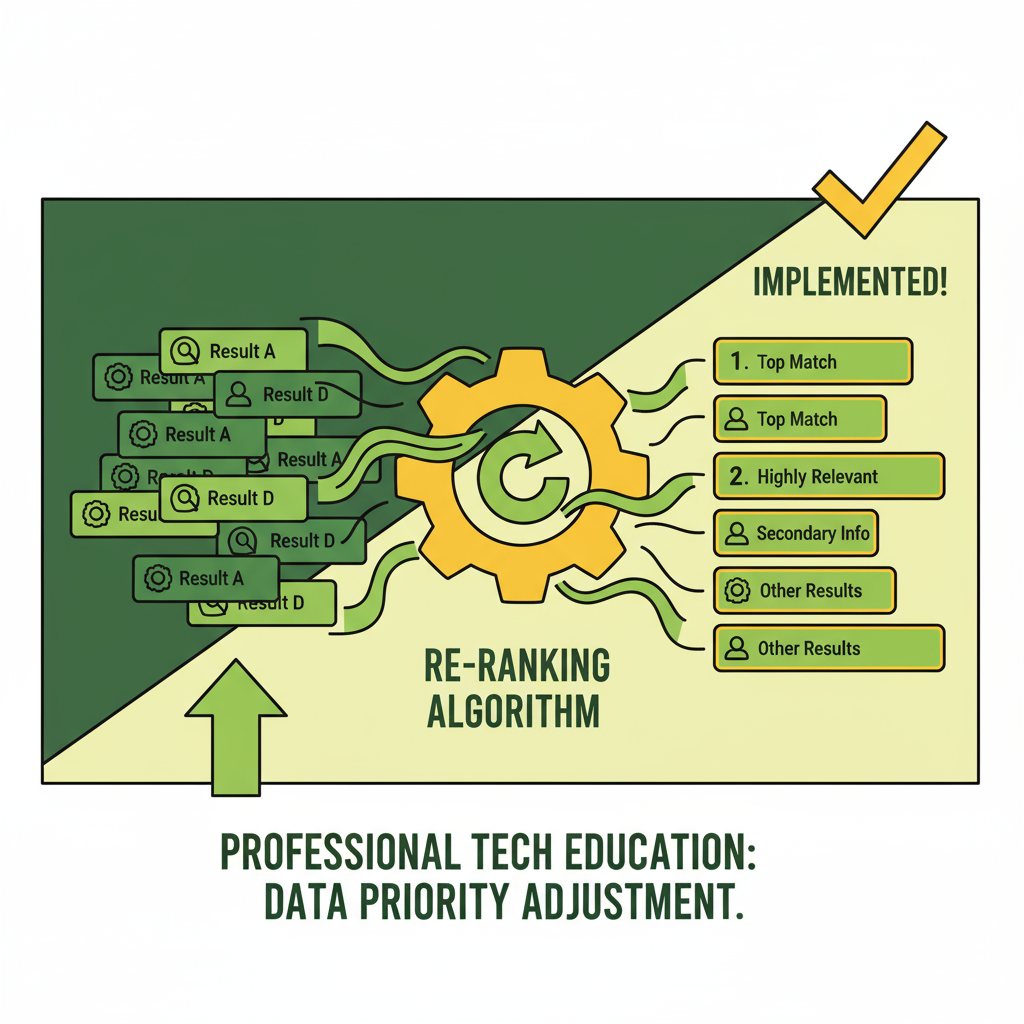 IMPLEMENTED!
Result A
Result A
Result D
D
Result A
Result A
Result D
Result D
Resu
Result D
Result A
Result D
1. Top Match
Top Match
2. Highly Relevant
Secondary Info
Other Results
Other Results
RE-RANKING
ALGORITHM
PROFESSIONAL TECH EDUCATION:
DATA PRIORITY ADJUSTMENT.